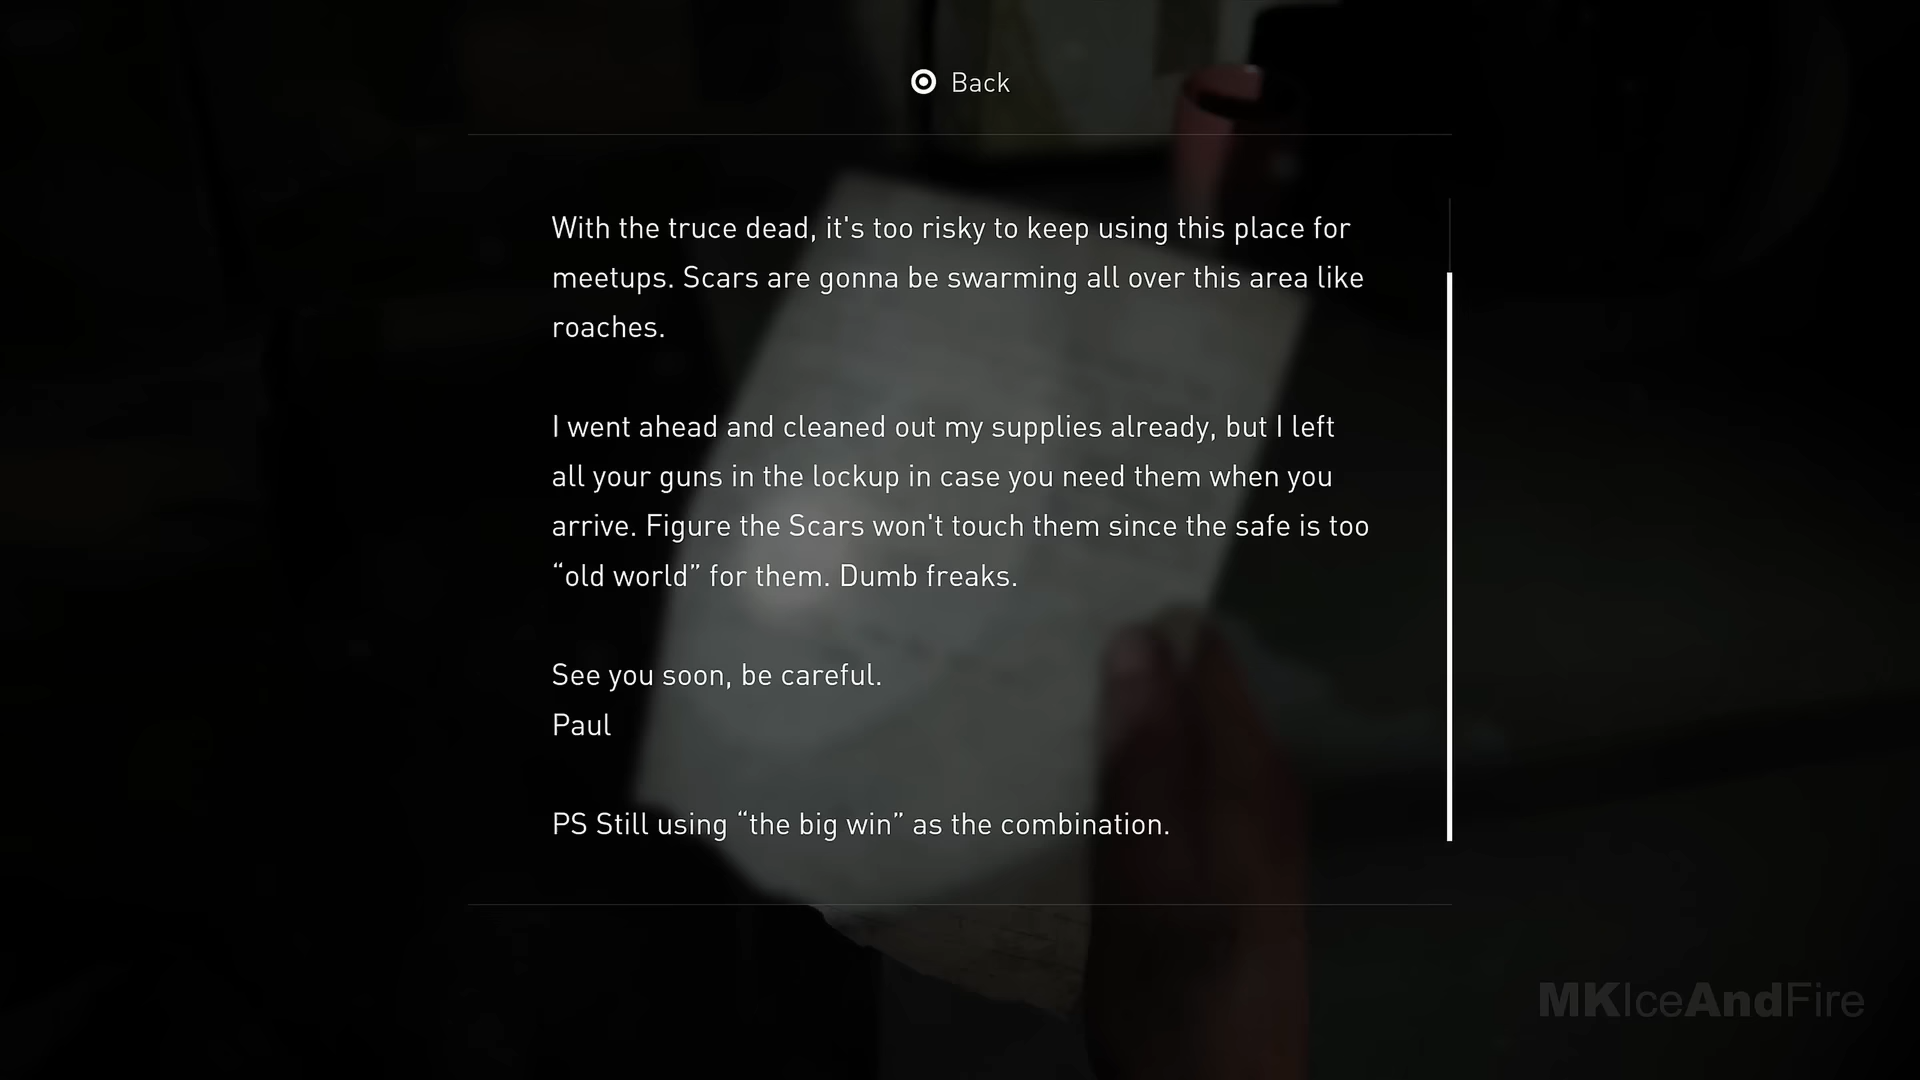 Back
With the truce dead, it's too risky to keep using this place for
meetups. Scars are gonna be swarming all over this area like
roaches.
I went ahead and cleaned out my supplies already, but I left
all your guns in the lockup in case you need them when you
arrive. Figure the Scars won't touch them since the safe is too
“old world” for them. Dumb freaks.
See you soon, be careful.
Paul
PS Still using “the big win” as the combination.
MKIceAndFire